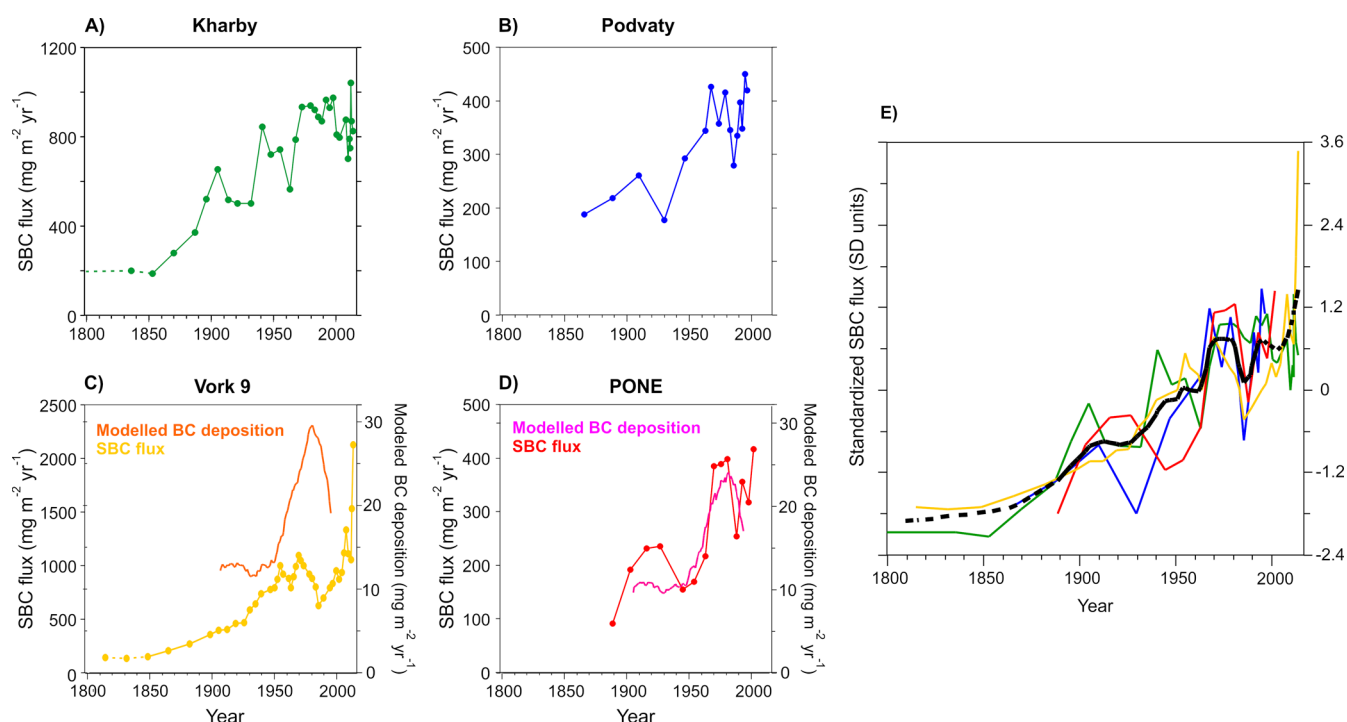 A) Kharby
SBC flux (mg m⁻² yr⁻¹)
1200
1000
800
600
400
200
0
1800 1850 1900 1950 2000
B) Podvaty
SBC flux (mg m⁻² yr⁻¹)
500
400
300
200
100
0
1800 1850 1900 1950 2000
C) Vork 9
Modelled BC deposition
SBC flux
SBC flux (mg m⁻² yr⁻¹)
2500
2000
1500
1000
500
0
30
20
10
0
Modeled BC deposition (mg m⁻² yr⁻¹)
1800 1850 1900 1950 2000
Year
D) PONE
Modelled BC deposition
SBC flux
SBC flux (mg m⁻² yr⁻¹)
500
400
300
200
100
0
30
20
10
0
Modeled BC deposition (mg m⁻² yr⁻¹)
1800 1850 1900 1950 2000
Year
E)
Standardized SBC flux (SD units)
3.6
2.4
1.2
0
-1.2
-2.4
1800 1850 1900 1950 2000
Year